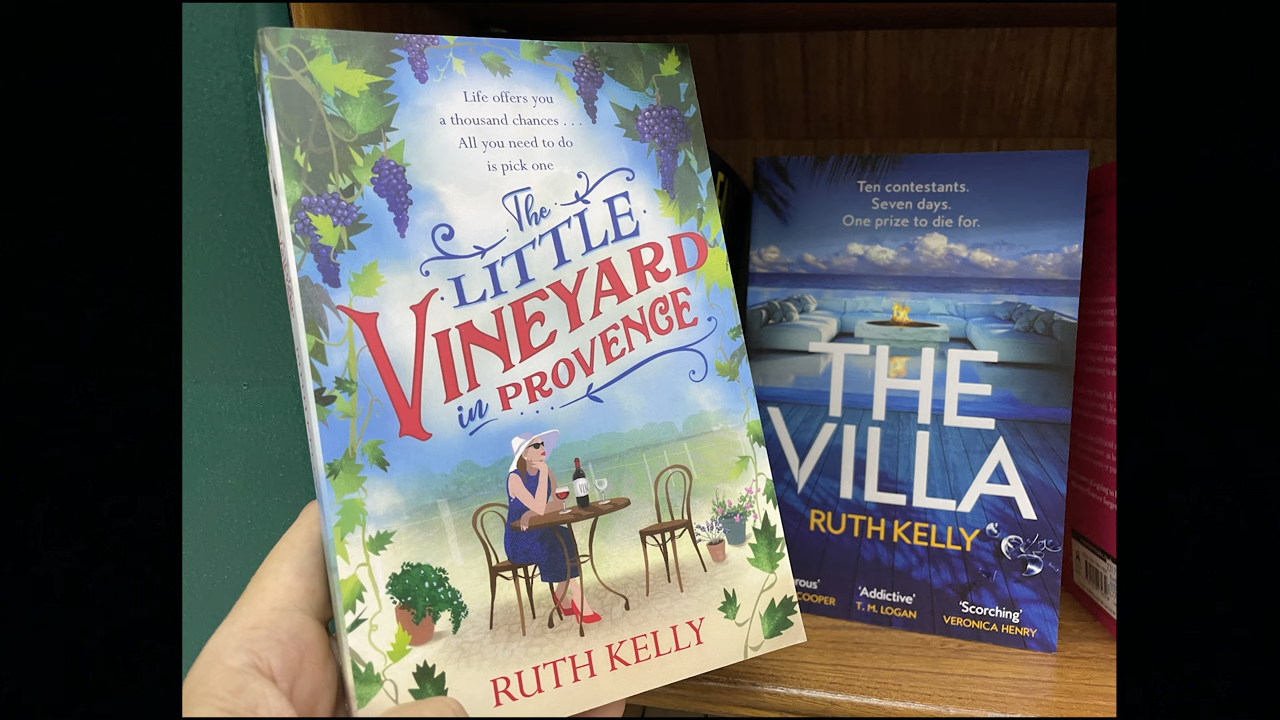 Life offers you
a thousand chances . . .
All you need to do
is pick one
The
LITTLE
VINEYARD
in PROVENCE
RUTH KELLY
Ten contestants.
Seven days.
One prize to die for.
THE
VILLA
RUTH KELLY
COOPER
'Addictive'
T. M. LOGAN
'Scorching'
VERONICA HENRY